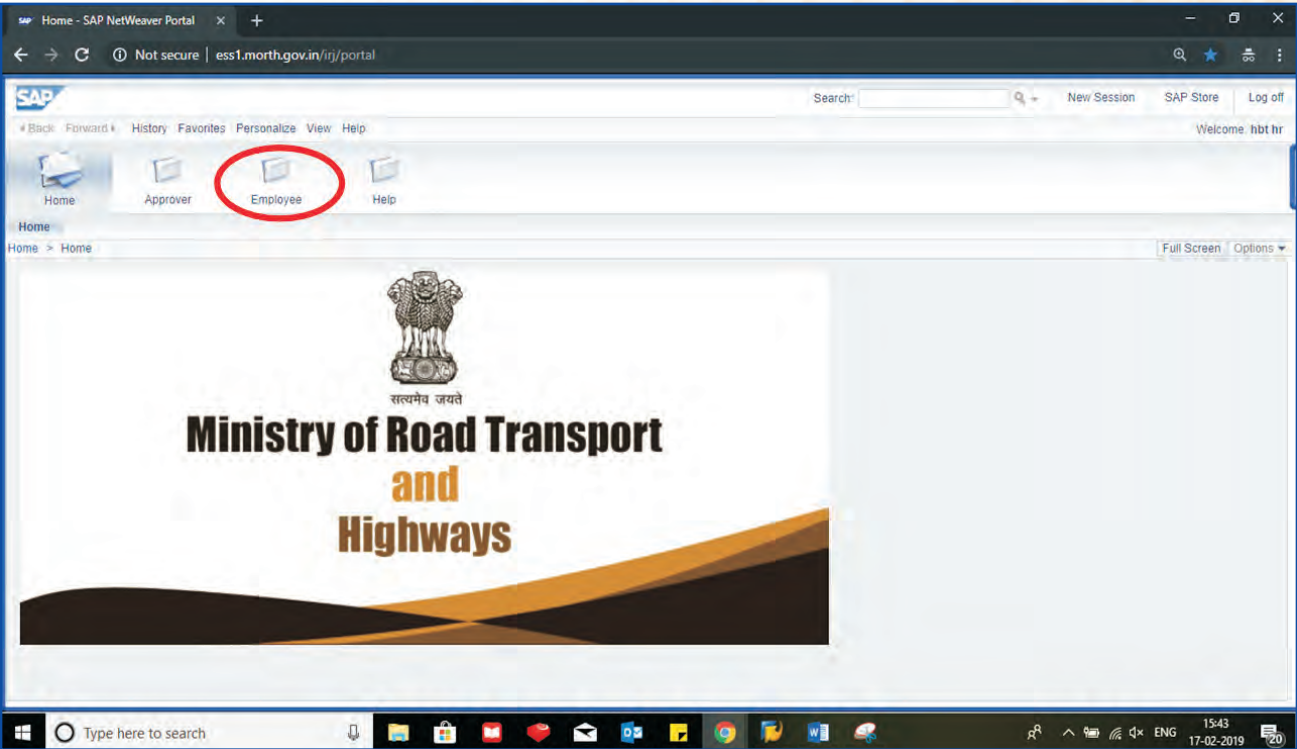 SAP Home - SAP NetWeaver Portal
Not secure | ess1.morth.gov.in/irj/portal
SAP
Search:
New Session SAP Store Log off
Back Forward History Favorites Personalize View Help
Welcome: hbt hr
Home Approver Employee Help
Home
Home > Home
Full Screen Options
सत्यमेव जयते
Ministry of Road Transport
and
Highways
Type here to search
ENG
15:43
17-02-2019
20